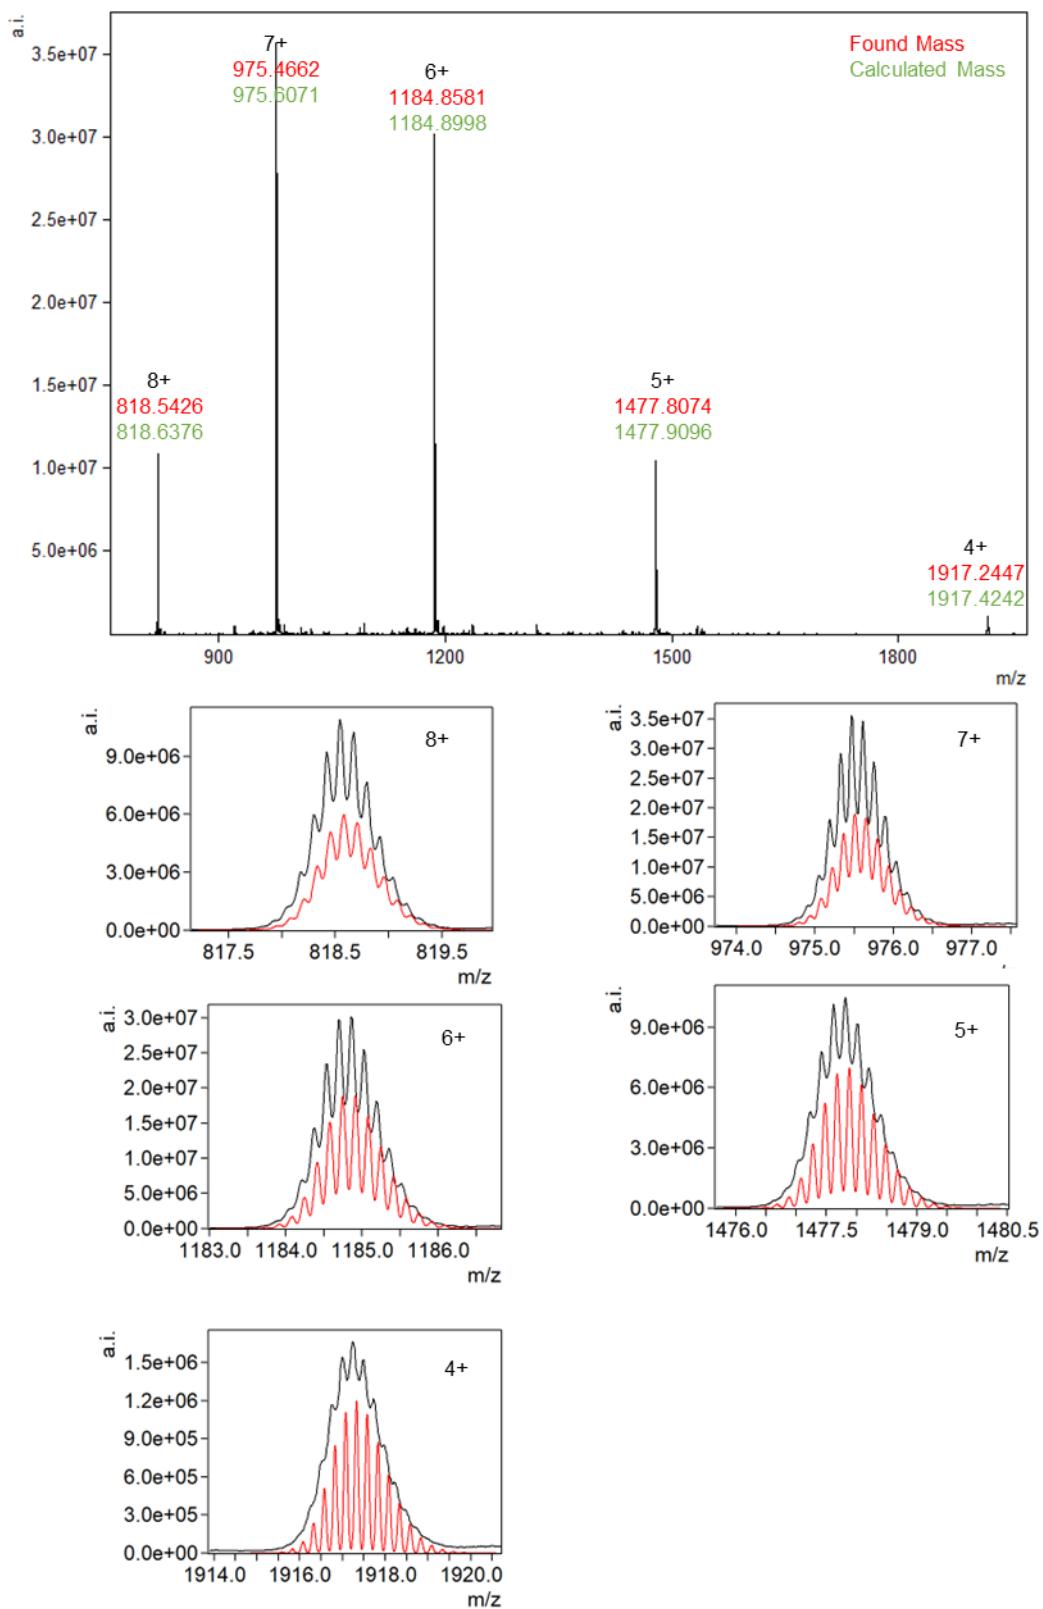 a.i.
Found Mass
Calculated Mass
7+
975.4662
975.6071
6+
1184.8581
1184.8998
8+
818.5426
818.6376
5+
1477.8074
1477.9096
4+
1917.2447
1917.4242
3.5e+07
3.0e+07
2.5e+07
2.0e+07
1.5e+07
1.0e+07
5.0e+06
900 1200 1500 1800
m/z
a.i.
8+
9.0e+06
6.0e+06
3.0e+06
0.0e+00
817.5 818.5 819.5
m/z
a.i.
7+
3.5e+07
3.0e+07
2.5e+07
2.0e+07
1.5e+07
1.0e+07
5.0e+06
0.0e+00
974.0 975.0 976.0 977.0
a.i.
6+
3.0e+07
2.5e+07
2.0e+07
1.5e+07
1.0e+07
5.0e+06
0.0e+00
1183.0 1184.0 1185.0 1186.0
m/z
a.i.
5+
9.0e+06
6.0e+06
3.0e+06
0.0e+00
1476.0 1477.5 1479.0 1480.5
m/z
a.i.
4+
1.5e+06
1.2e+06
9.0e+05
6.0e+05
3.0e+05
0.0e+00
1914.0 1916.0 1918.0 1920.0
m/z